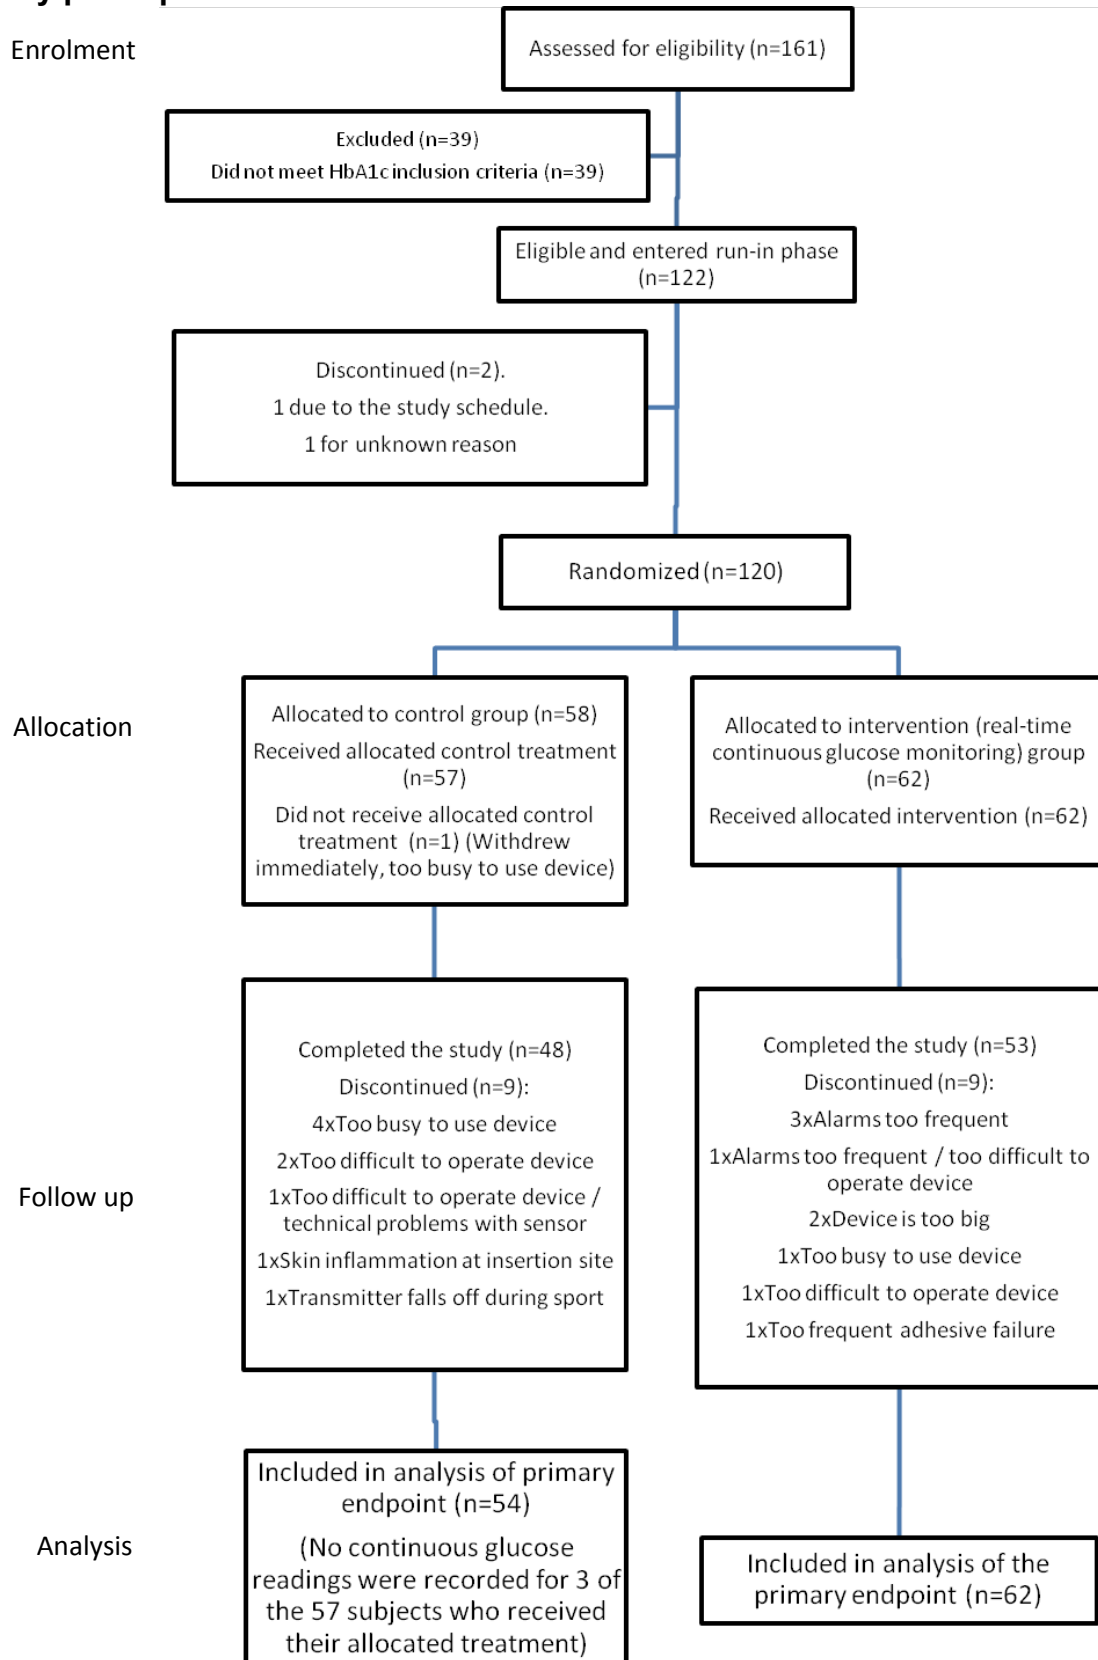 Enrolment
Assessed for eligibility (n=161)
Excluded (n=39)
Did not meet HbA1c inclusion criteria (n=39)
Eligible and entered run-in phase
(n=122)
Discontinued (n=2).
1 due to the study schedule.
1 for unknown reason
Randomized (n=120)
Allocation
Allocated to control group (n=58)
Received allocated control treatment
(n=57)
Did not receive allocated control
treatment (n=1) (Withdrew
immediately, too busy to use device)
Allocated to intervention (real-time
continuous glucose monitoring) group
(n=62)
Received allocated intervention (n=62)
Follow up
Completed the study (n=48)
Discontinued (n=9):
4xToo busy to use device
2xToo difficult to operate device
1xToo difficult to operate device /
technical problems with sensor
1xSkin inflammation at insertion site
1xTransmitter falls off during sport
Completed the study (n=53)
Discontinued (n=9):
3xAlarms too frequent
1xAlarms too frequent / too difficult to
operate device
2xDevice is too big
1xToo busy to use device
1xToo difficult to operate device
1xToo frequent adhesive failure
Analysis
Included in analysis of primary
endpoint (n=54)
(No continuous glucose
readings were recorded for 3 of
the 57 subjects who received
their allocated treatment)
Included in analysis of the
primary endpoint (n=62)